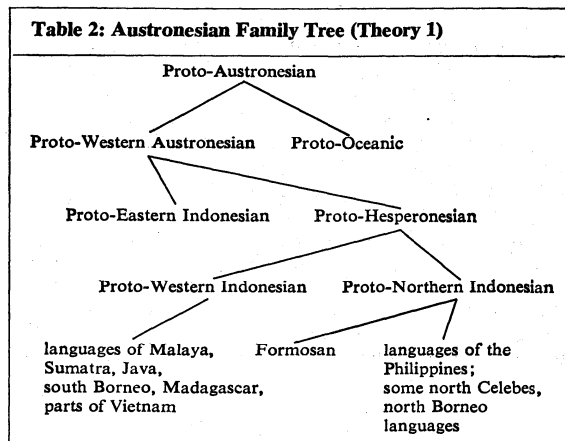 Table 2: Austronesian Family Tree (Theory 1)
Proto-Austronesian
Proto-Western Austronesian Proto-Oceanic
Proto-Eastern Indonesian Proto-Hesperonesian
Proto-Western Indonesian Proto-Northern Indonesian
languages of Malaya,
Sumatra, Java,
south Borneo, Madagascar,
parts of Vietnam
Formosan
languages of the
Philippines;
some north Celebes,
north Borneo
languages